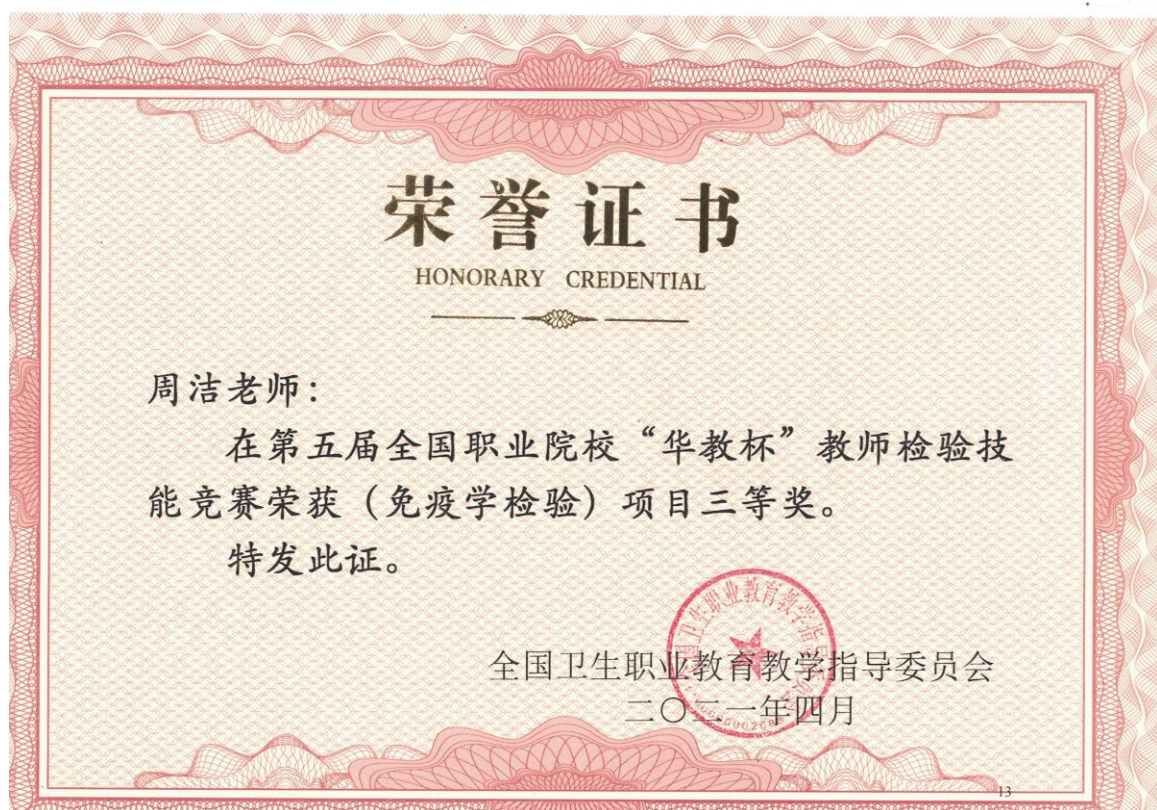 荣誉证书
HONORARY CREDENTIAL
周洁老师：
在第五届全国职业院校“华教杯”教师检验技
能竞赛荣获（免疫学检验）项目三等奖。
特发此证。
全国卫生职业教育教学指导委员会
二〇二一年四月
13